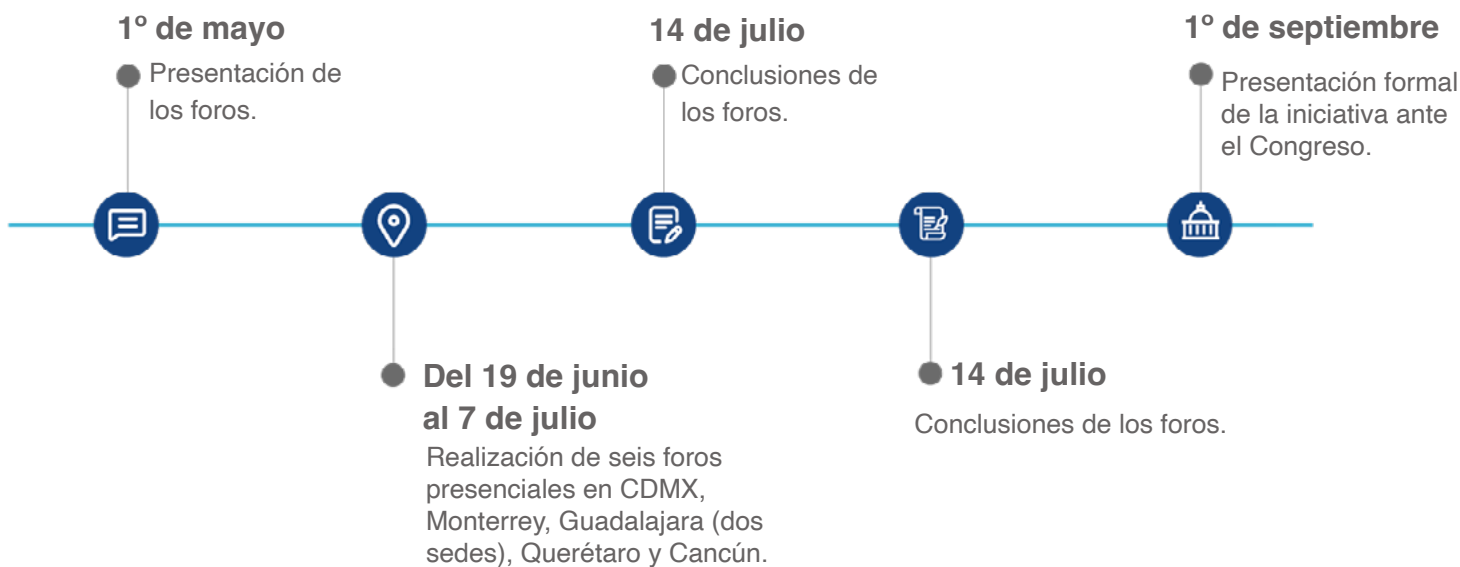 1º de mayo
Presentación de
los foros.
Del 19 de junio
al 7 de julio
Realización de seis foros
presenciales en CDMX,
Monterrey, Guadalajara (dos
sedes), Querétaro y Cancún.
14 de julio
Conclusiones de
los foros.
14 de julio
Conclusiones de los foros.
1º de septiembre
Presentación formal
de la iniciativa ante
el Congreso.